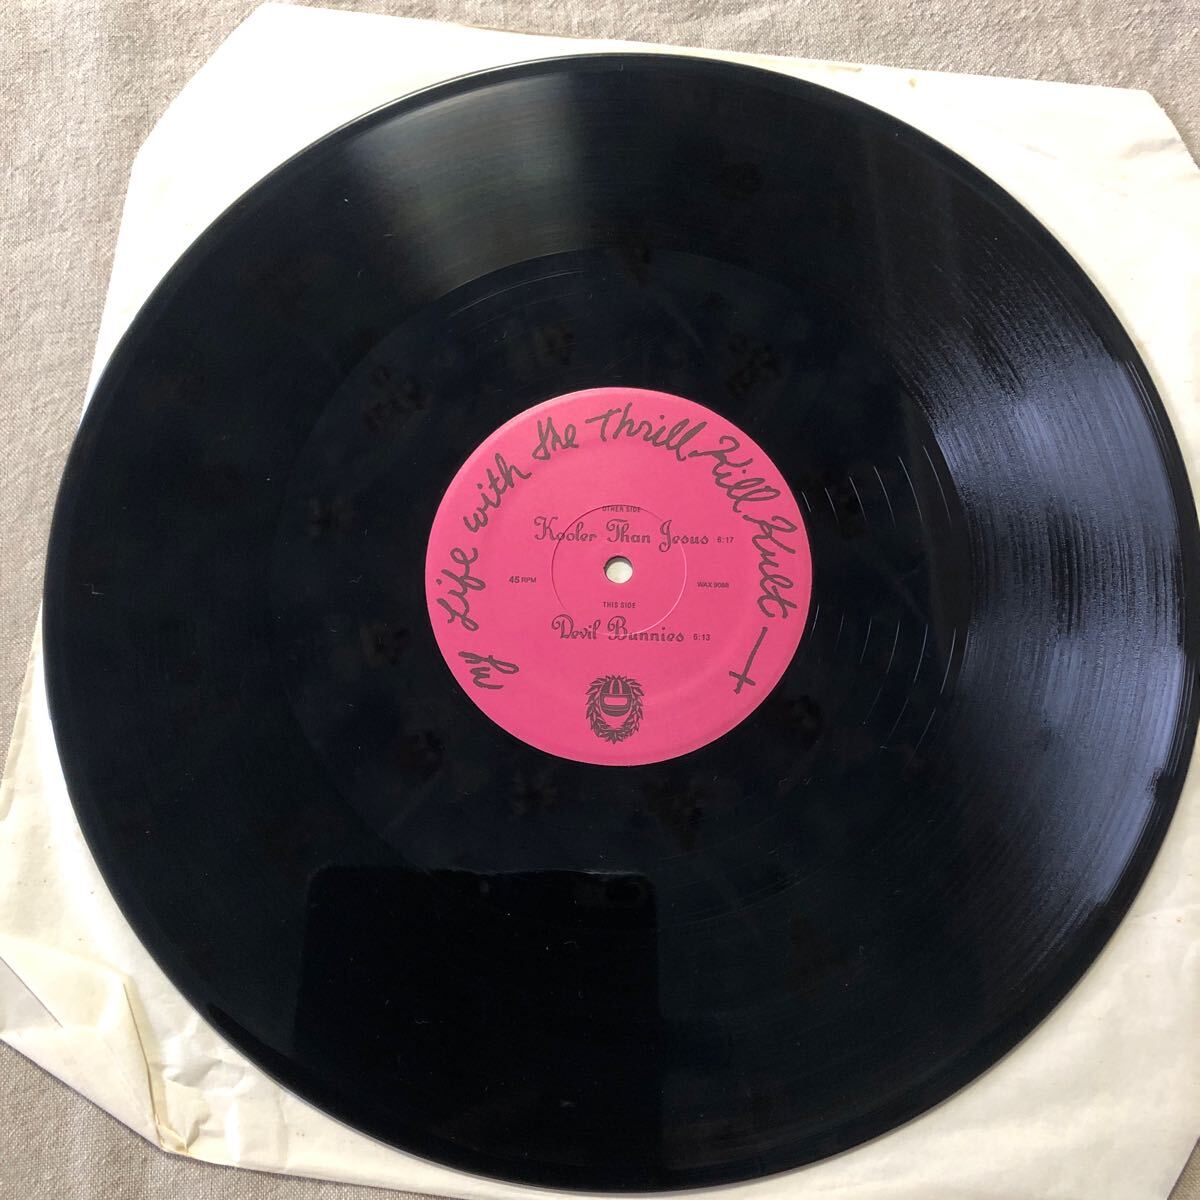 My Life with the Thrill Kill Kult
OTHER SIDE
Kooler Than Jesus 6:17
45 RPM
WAX 9088
THIS SIDE
Devil Bunnies 6:13